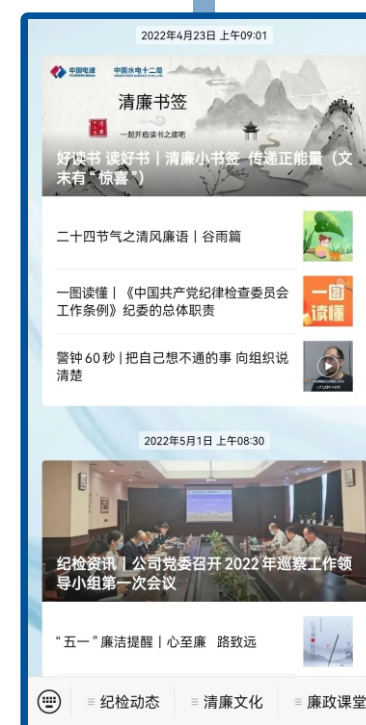 2022年4月23日 上午09:01
中国电建 中国水电十二局
清廉书签
一起开启读书之旅吧
好读书 读好书 | 清廉小书签 传递正能量（文
末有“惊喜”）
二十四节气之清风廉语 | 谷雨篇
一图读懂 | 《中国共产党纪律检查委员会
工作条例》纪委的总体职责
一图
读懂
警钟 60 秒 | 把自己想不通的事 向组织说
清楚
2022年5月1日 上午08:30
纪检资讯 | 公司党委召开 2022 年巡察工作领
导小组第一次会议
“五一”廉洁提醒 | 心至廉 路致远
纪检动态 清廉文化 廉政课堂